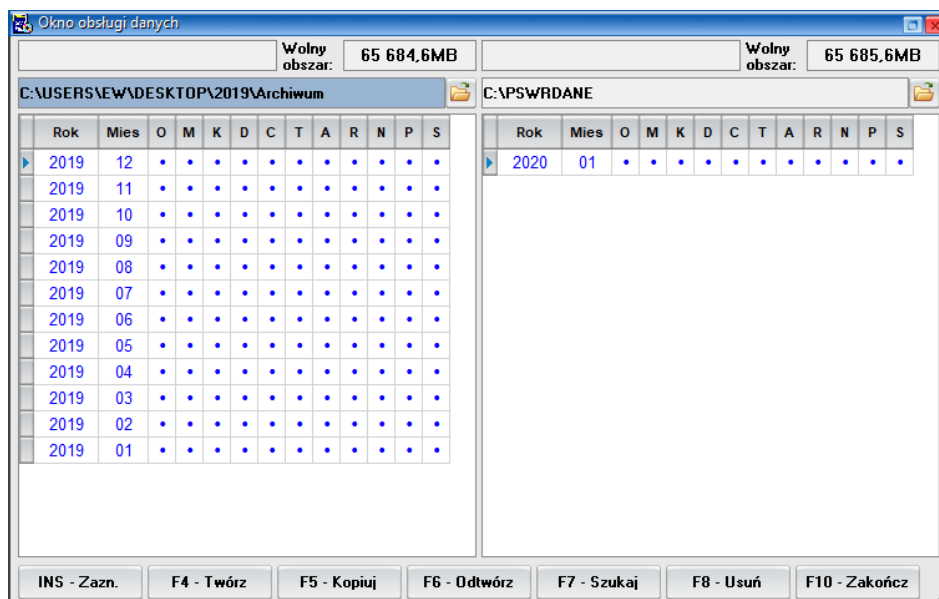 Okno obsługi danych
Wolny obszar: 65 684,6MB Wolny obszar: 65 685,6MB
C:\USERS\EW\DESKTOP\2019\Archiwum C:\PSWRDANE
Rok Mies O M K D C T A R N P S Rok Mies O M K D C T A R N P S
2019 12 • • • • • • • • • • • 2020 01 • • • • • • • • • • •
2019 11 • • • • • • • • • • •
2019 10 • • • • • • • • • • •
2019 09 • • • • • • • • • • •
2019 08 • • • • • • • • • • •
2019 07 • • • • • • • • • • •
2019 06 • • • • • • • • • • •
2019 05 • • • • • • • • • • •
2019 04 • • • • • • • • • • •
2019 03 • • • • • • • • • • •
2019 02 • • • • • • • • • • •
2019 01 • • • • • • • • • • •
INS - Zazn. F4 - Twórz F5 - Kopiuj F6 - Odtwórz F7 - Szukaj F8 - Usuń F10 - Zakończ